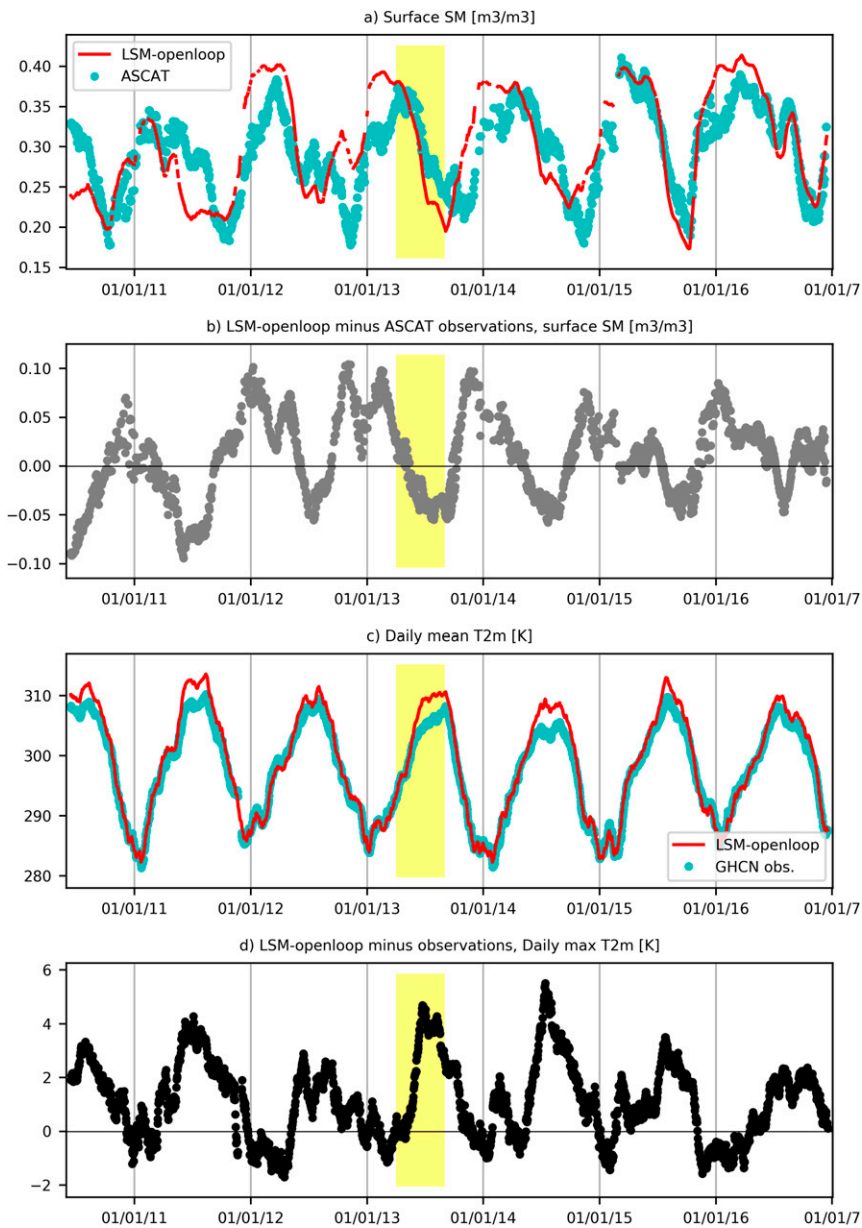 a) Surface SM [m3/m3]
LSM-openloop
ASCAT
0.40
0.35
0.30
0.25
0.20
0.15
01/01/11 01/01/12 01/01/13 01/01/14 01/01/15 01/01/16 01/01/7
b) LSM-openloop minus ASCAT observations, surface SM [m3/m3]
0.10
0.05
0.00
−0.05
−0.10
01/01/11 01/01/12 01/01/13 01/01/14 01/01/15 01/01/16 01/01/7
c) Daily mean T2m [K]
310
300
290
280
LSM-openloop
GHCN obs.
01/01/11 01/01/12 01/01/13 01/01/14 01/01/15 01/01/16 01/01/7
d) LSM-openloop minus observations, Daily max T2m [K]
6
4
2
0
−2
01/01/11 01/01/12 01/01/13 01/01/14 01/01/15 01/01/16 01/01/7